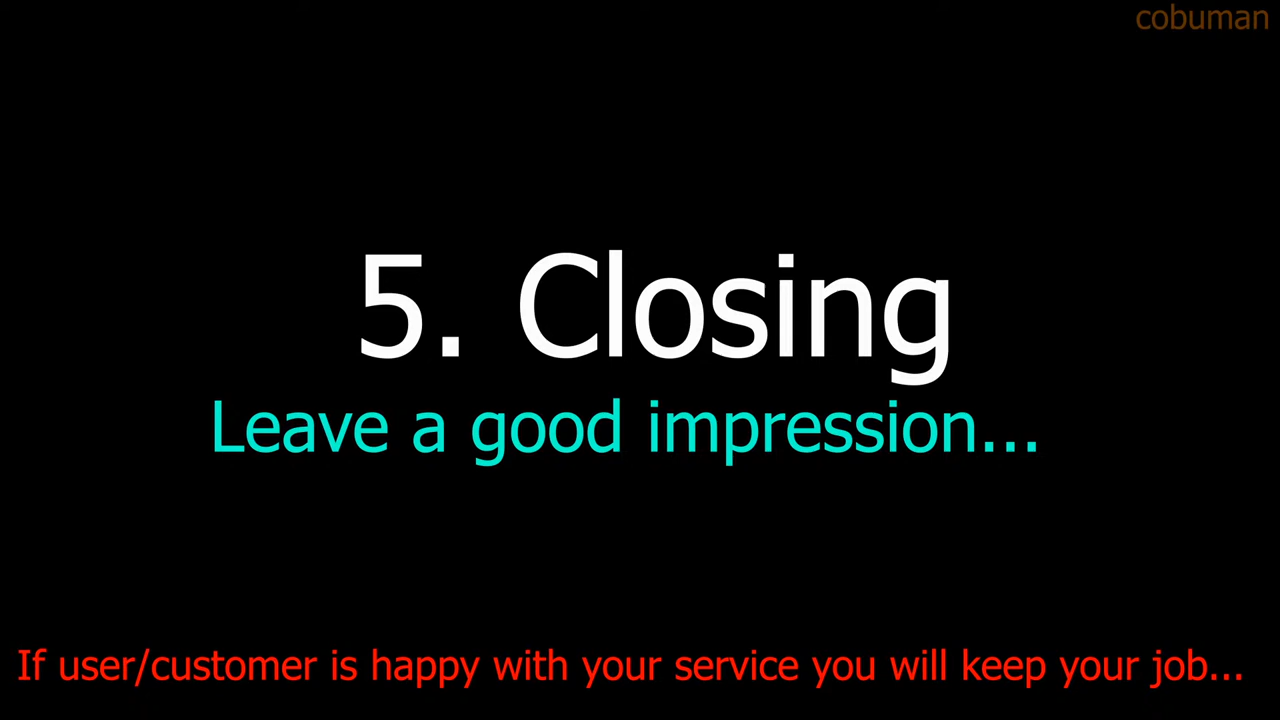 cobuman
5. Closing
Leave a good impression...
If user/customer is happy with your service you will keep your job...